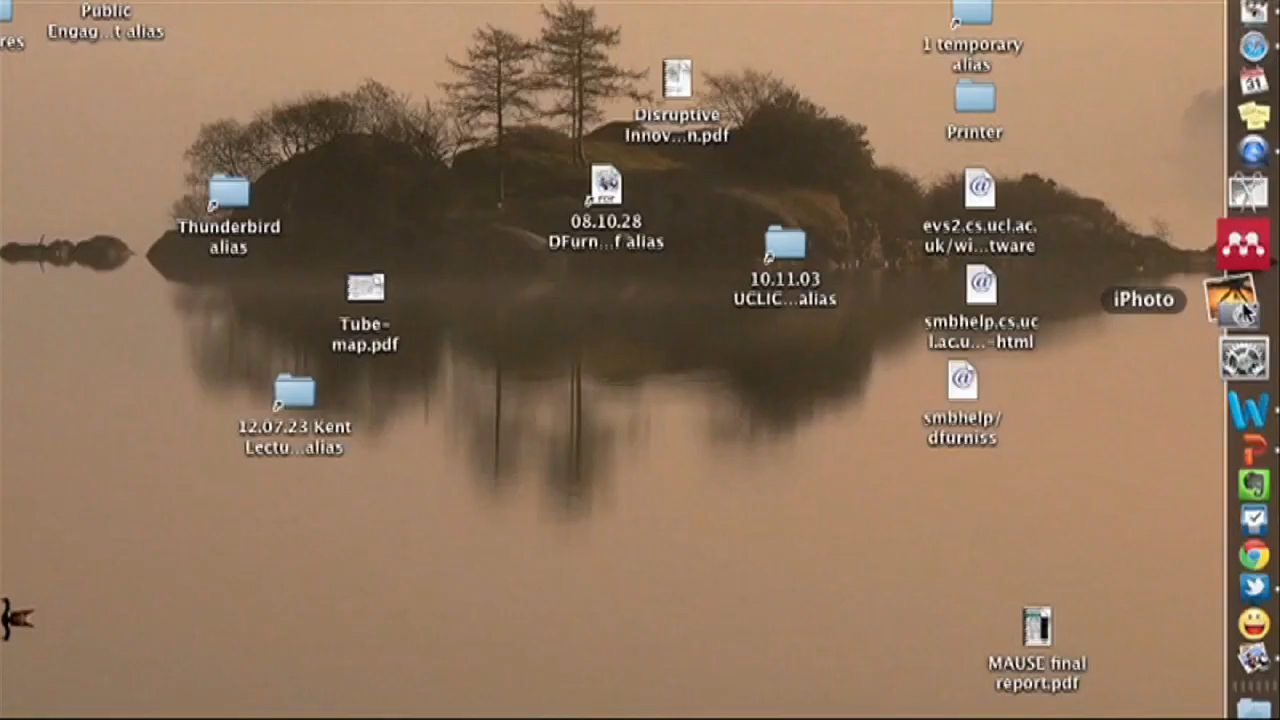 Public
Engag...t alias
res
1 temporary
alias
Disruptive
Innov...n.pdf
Printer
Thunderbird
alias
08.10.28
DFurn...f alias
evs2.cs.ucl.ac.
uk/wi...tware
10.11.03
UCLIC...alias
iPhoto
Tube-
map.pdf
smbhelp.cs.uc
l.ac.u...-html
12.07.23 Kent
Lectu...alias
smbhelp/
dfurniss
MAUSE final
report.pdf
31
PDF
@
@
@
W
P